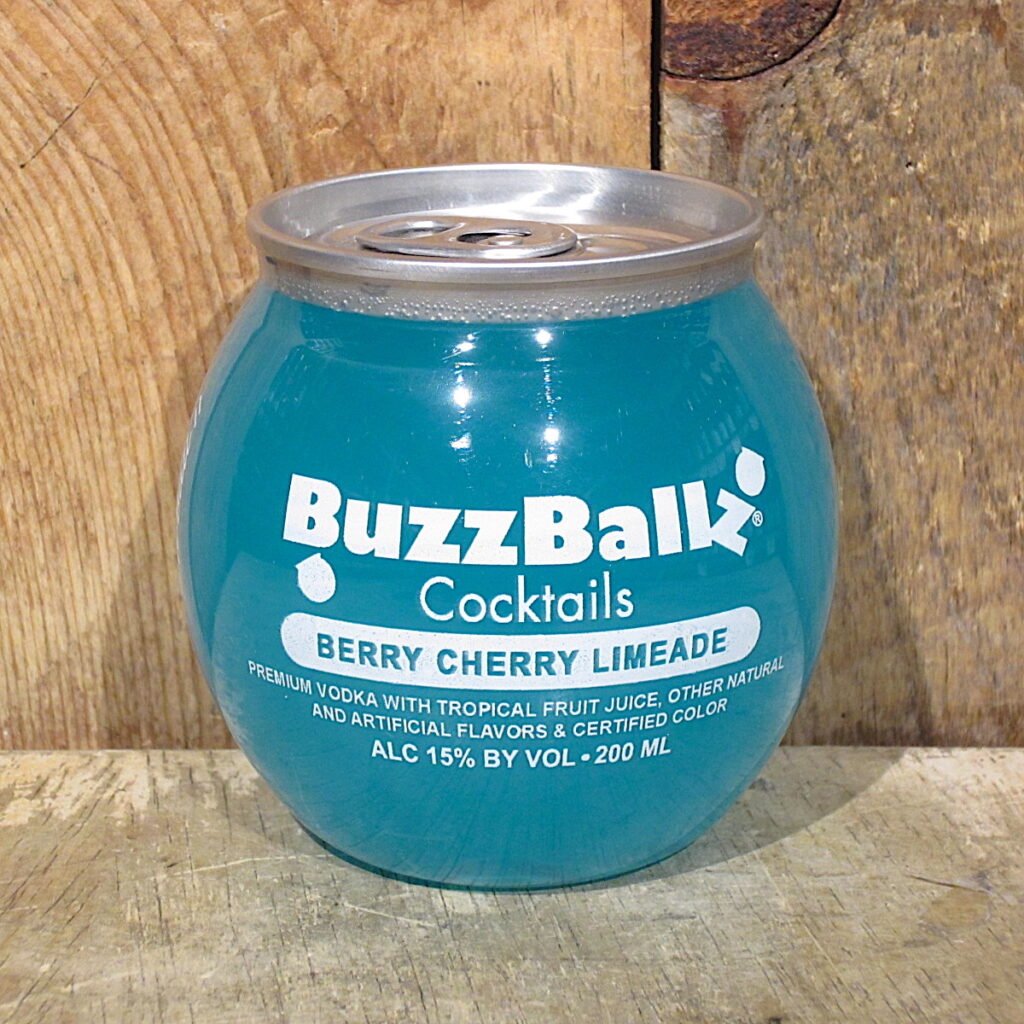 BuzzBallz®
Cocktails
BERRY CHERRY LIMEADE
PREMIUM VODKA WITH TROPICAL FRUIT JUICE, OTHER NATURAL
AND ARTIFICIAL FLAVORS & CERTIFIED COLOR
ALC 15% BY VOL • 200 ML